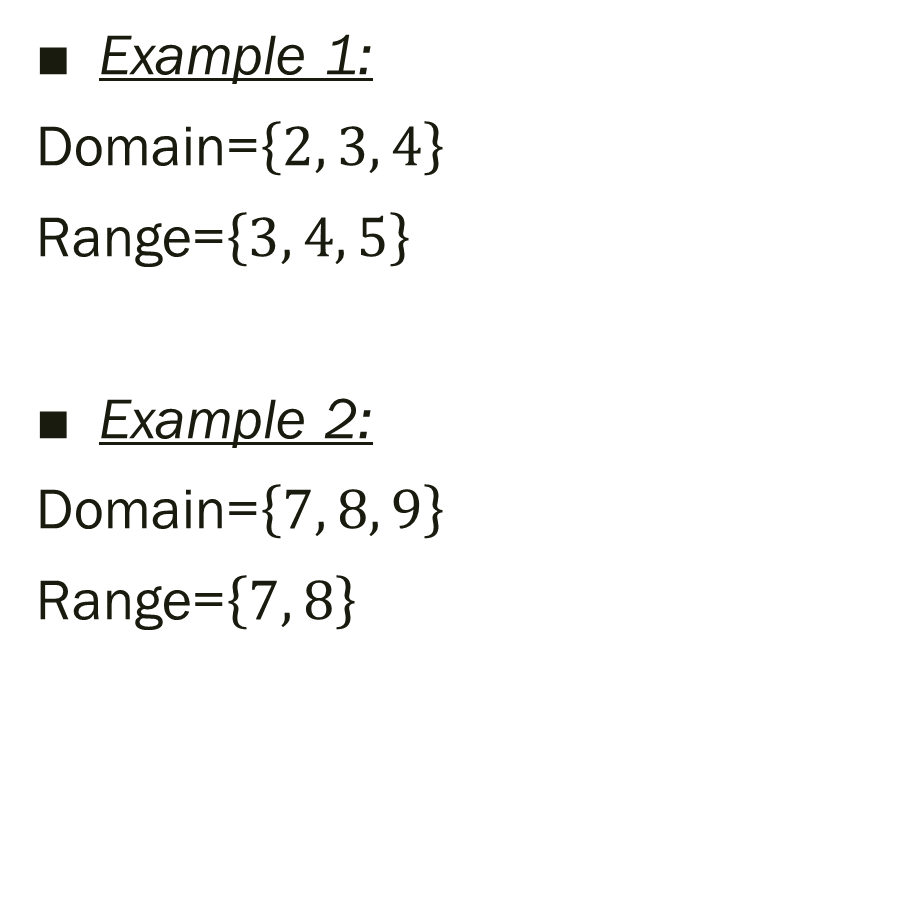 ■ Example 1:
Domain={2, 3, 4}
Range={3, 4, 5}
■ Example 2:
Domain={7, 8, 9}
Range={7, 8}